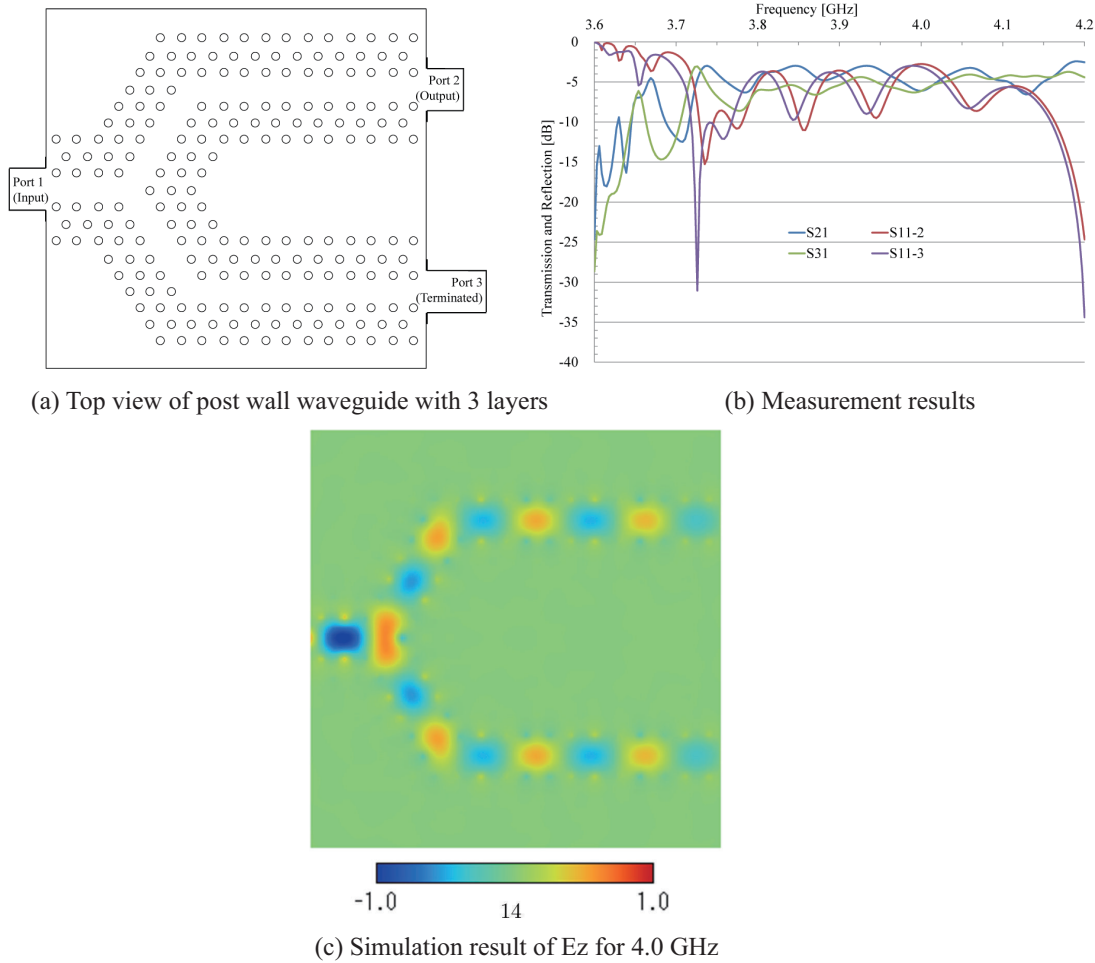 Port 1
(Input)
Port 2
(Output)
Port 3
(Terminated)
(a) Top view of post wall waveguide with 3 layers
Frequency [GHz]
3.6 3.7 3.8 3.9 4.0 4.1 4.2
Transmission and Reflection [dB]
0
-5
-10
-15
-20
-25
-30
-35
-40
S21
S11-2
S31
S11-3
(b) Measurement results
-1.0
1.0
14
(c) Simulation result of Ez for 4.0 GHz